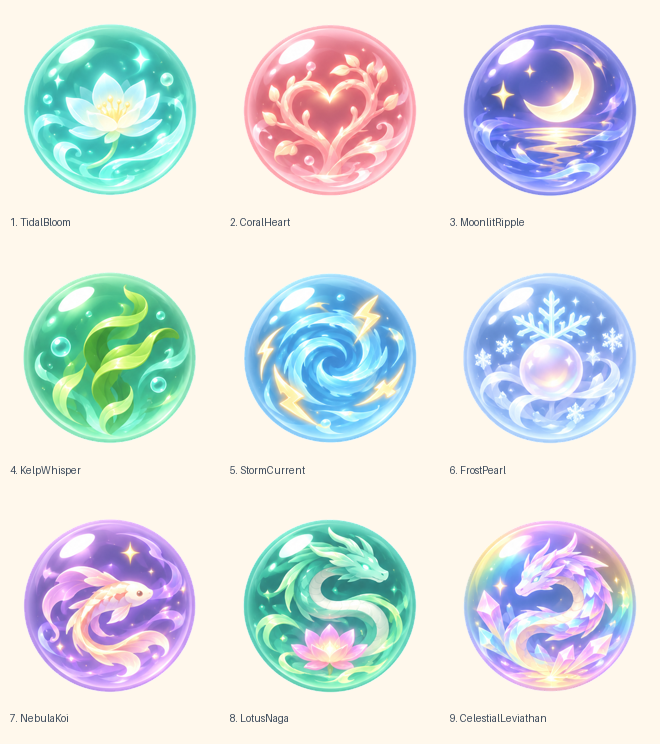 1. TidalBloom
2. CoralHeart
3. MoonlitRipple
4. KelpWhisper
5. StormCurrent
6. FrostPearl
7. NebulaKoi
8. LotusNaga
9. CelestialLeviathan